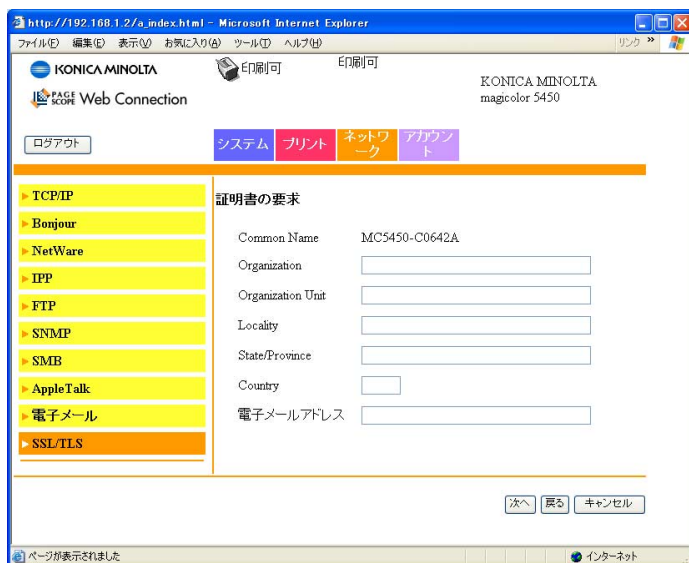 http://192.168.1.2/a_index.html - Microsoft Internet Explorer
ファイル(F) 編集(E) 表示(V) お気に入り(A) ツール(T) ヘルプ(H)
リンク »
KONICA MINOLTA
印刷可
印刷可
KONICA MINOLTA
magicolor 5450
PAGE SCOPE Web Connection
ログアウト
システム
プリント
ネットワ
ーク
アカウン
ト
TCP/IP
Bonjour
NetWare
IPP
FTP
SNMP
SMB
AppleTalk
電子メール
SSL/TLS
証明書の要求
Common Name MC5450-C0642A
Organization
Organization Unit
Locality
State/Province
Country
電子メールアドレス
次へ 戻る キャンセル
ページが表示されました
インターネット